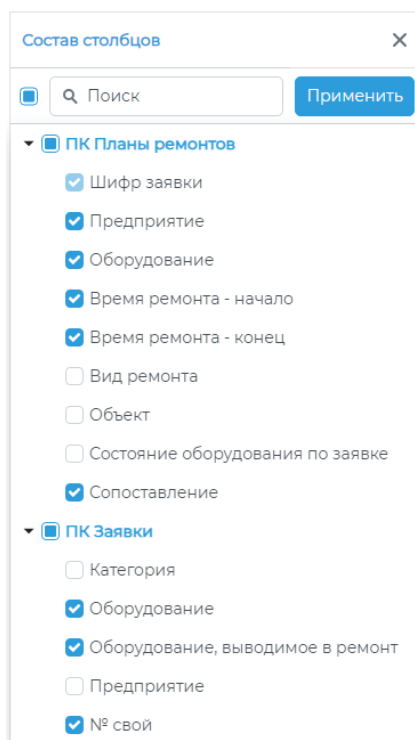 Состав столбцов
Поиск
Применить
ПК Планы ремонтов
Шифр заявки
Предприятие
Оборудование
Время ремонта - начало
Время ремонта - конец
Вид ремонта
Объект
Состояние оборудования по заявке
Сопоставление
ПК Заявки
Категория
Оборудование
Оборудование, выводимое в ремонт
Предприятие
№ свой